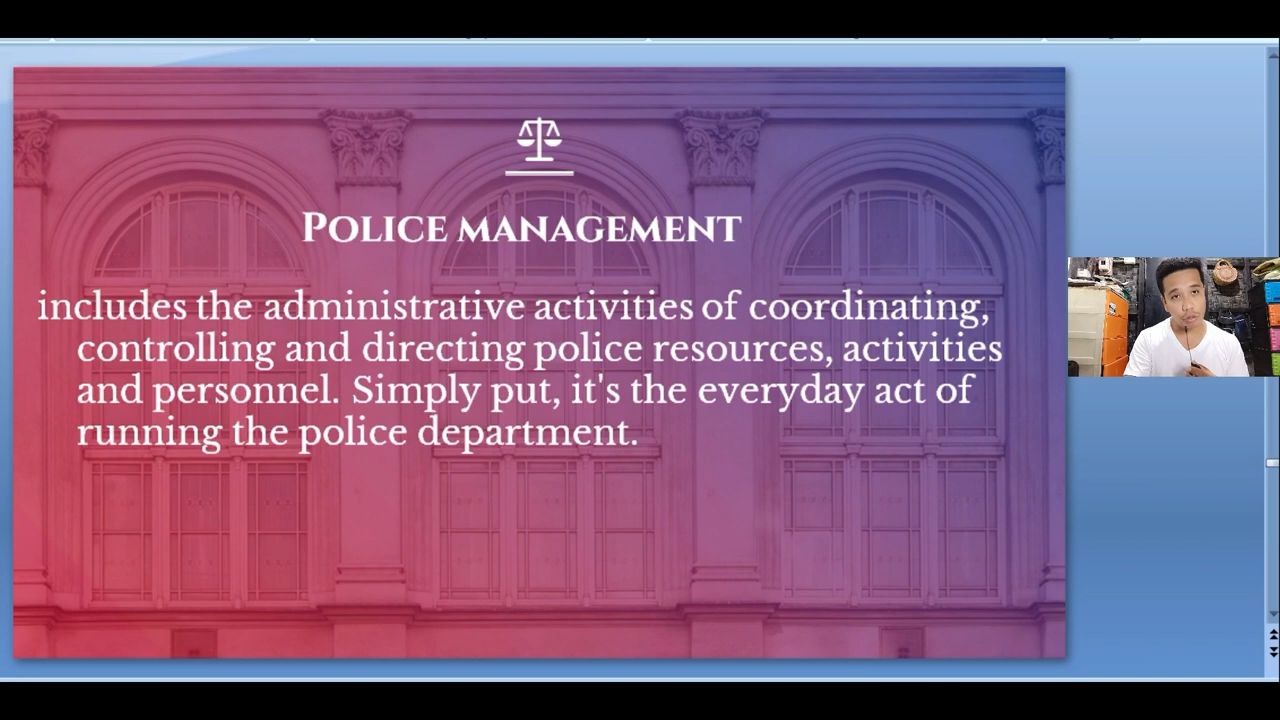 POLICE MANAGEMENT
includes the administrative activities of coordinating,
controlling and directing police resources, activities
and personnel. Simply put, it's the everyday act of
running the police department.